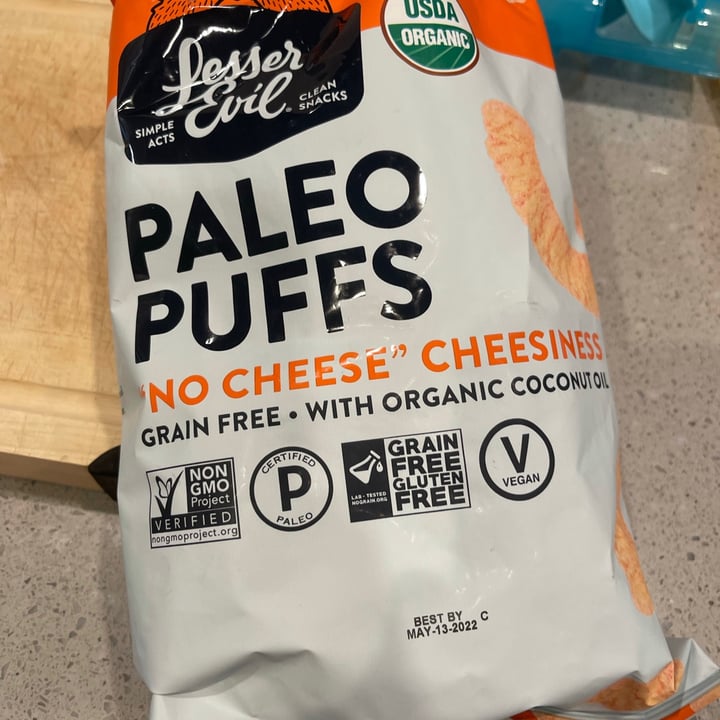 USDA
ORGANIC
Lesser
Evil®
SIMPLE
ACTS
CLEAN
SNACKS
PALEO
PUFFS
"NO CHEESE" CHEESINESS
GRAIN FREE • WITH ORGANIC COCONUT OIL
NON
GMO
Project
VERIFIED
nongmoproject.org
CERTIFIED
P
PALEO
GRAIN
FREE
GLUTEN
FREE
LAB-TESTED
NOGRAIN.ORG
V
VEGAN
BEST BY C
MAY-13-2022